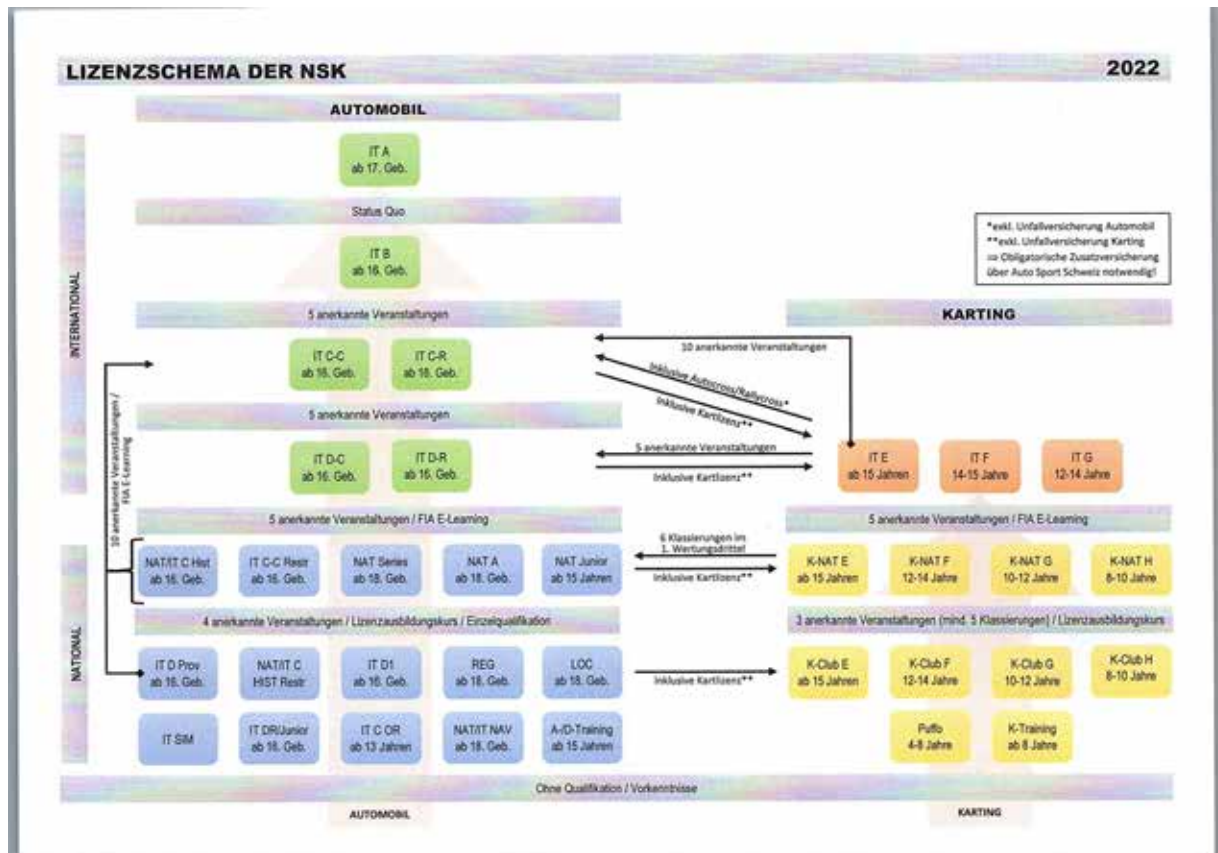 LIZENZSCHEMA DER NSK
2022
AUTOMOBIL
IT A
ab 17. Geb.
Status Quo
IT B
ab 16. Geb.
*exkl. Unfallversicherung Automobil
**exkl. Unfallversicherung Karting
⇒ Obligatorische Zusatzversicherung
über Auto Sport Schweiz notwendig!
INTERNATIONAL
5 anerkannte Veranstaltungen
KARTING
IT C-C
ab 16. Geb.
IT C-R
ab 18. Geb.
10 anerkannte Veranstaltungen
Inklusive Autocross/Rallycross*
Inklusive Kartlizenz**
5 anerkannte Veranstaltungen
IT D-C
ab 16. Geb.
IT D-R
ab 16. Geb.
5 anerkannte Veranstaltungen
Inklusive Kartlizenz**
IT E
ab 15 Jahren
IT F
14-15 Jahre
IT G
12-14 Jahre
10 anerkannte Veranstaltungen /
FIA E-Learning
5 anerkannte Veranstaltungen / FIA E-Learning
5 anerkannte Veranstaltungen / FIA E-Learning
NAT/IT C Hist
ab 16. Geb.
IT C-C Restr
ab 16. Geb.
NAT Series
ab 18. Geb.
NAT A
ab 18. Geb.
NAT Junior
ab 15 Jahren
6 Klassierungen im
1. Wertungsdrittel
Inklusive Kartlizenz**
K-NAT E
ab 15 Jahren
K-NAT F
12-14 Jahre
K-NAT G
10-12 Jahre
K-NAT H
8-10 Jahre
NATIONAL
4 anerkannte Veranstaltungen / Lizenzausbildungskurs / Einzelqualifikation
3 anerkannte Veranstaltungen (mind. 5 Klassierungen) / Lizenzausbildungskurs
IT D Prov
ab 16. Geb.
NAT/IT C
HIST Restr
IT D1
ab 16. Geb.
REG
ab 18. Geb.
LOC
ab 18. Geb.
Inklusive Kartlizenz**
K-Club E
ab 15 Jahren
K-Club F
12-14 Jahre
K-Club G
10-12 Jahre
K-Club H
8-10 Jahre
IT SIM
IT DR/Junior
ab 16. Geb.
IT C OR
ab 13 Jahren
NAT/IT NAV
ab 18. Geb.
A-/D-Training
ab 15 Jahren
Puffo
4-8 Jahre
K-Training
ab 8 Jahre
Ohne Qualifikation / Vorkenntnisse
AUTOMOBIL
KARTING